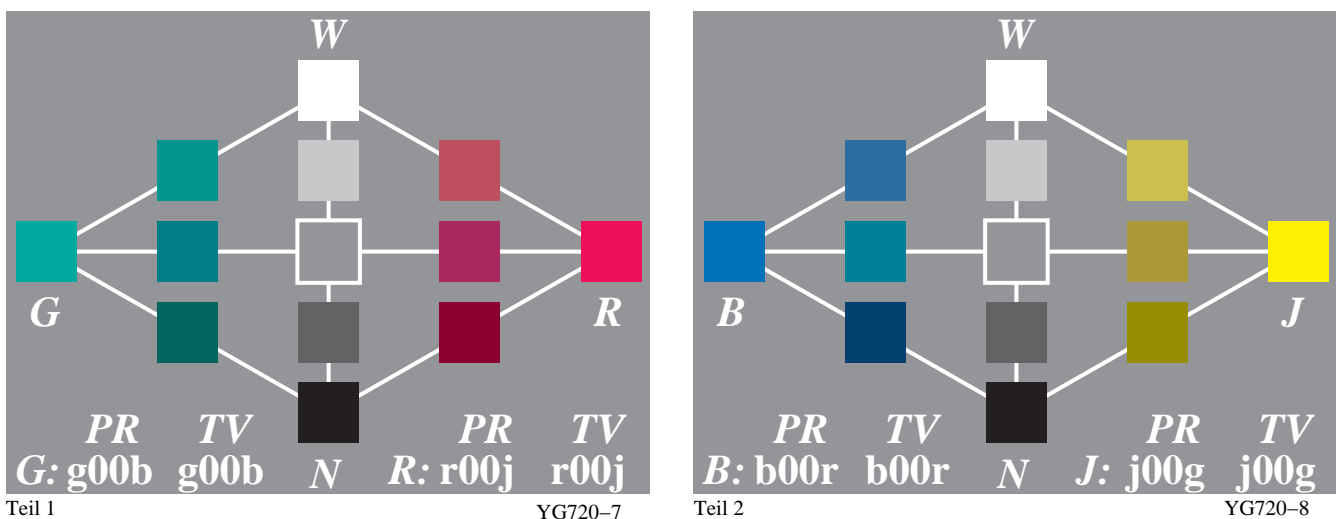 W
G
R
PR TV PR TV
G: g00b g00b N R: r00j r00j
Teil 1 YG720–7
W
B
J
PR TV PR TV
B: b00r b00r N J: j00g j00g
Teil 2 YG720–8